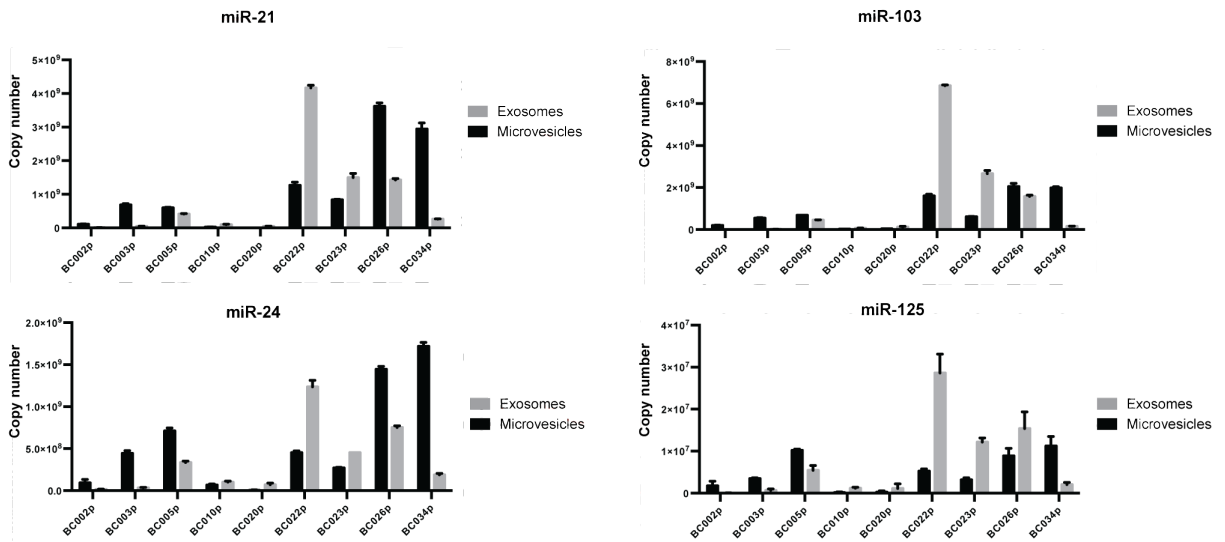 miR-21
5×10⁹
4×10⁹
3×10⁹
2×10⁹
1×10⁹
0
Copy number
BC002p BC003p BC005p BC010p BC020p BC022p BC023p BC026p BC034p
Exosomes
Microvesicles
miR-103
8×10⁹
6×10⁹
4×10⁹
2×10⁹
0
Copy number
BC002p BC003p BC005p BC010p BC020p BC022p BC023p BC026p BC034p
Exosomes
Microvesicles
miR-24
2.0×10⁹
1.5×10⁹
1.0×10⁹
5.0×10⁸
0.0
Copy number
BC002p BC003p BC005p BC010p BC020p BC022p BC023p BC026p BC034p
Exosomes
Microvesicles
miR-125
4×10⁷
3×10⁷
2×10⁷
1×10⁷
0
Copy number
BC002p BC003p BC005p BC010p BC020p BC022p BC023p BC026p BC034p
Exosomes
Microvesicles